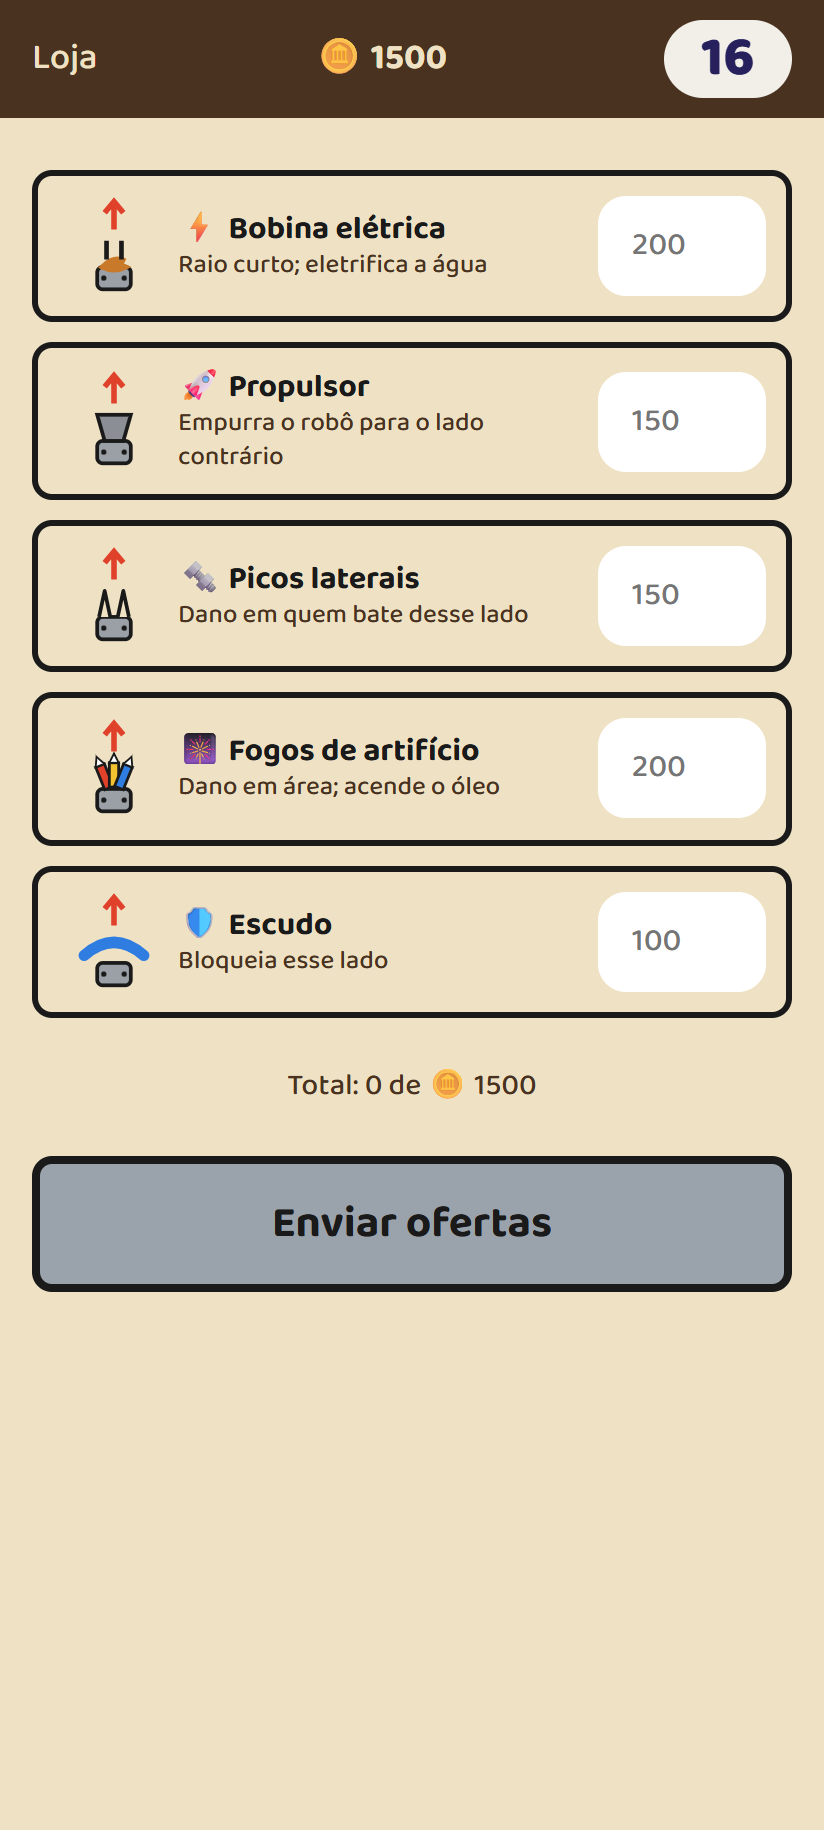 Loja
1500
16
Bobina elétrica
Raio curto; eletrifica a água
200
Propulsor
Empurra o robô para o lado
contrário
150
Picos laterais
Dano em quem bate desse lado
150
Fogos de artifício
Dano em área; acende o óleo
200
Escudo
Bloqueia esse lado
100
Total: 0 de 1500
Enviar ofertas